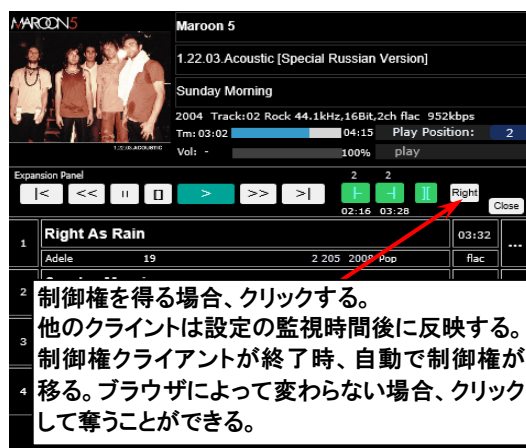 MAROON5
1.22.03.ACOUSTIC
Maroon 5
1.22.03.Acoustic [Special Russian Version]
Sunday Morning
2004 Track:02 Rock 44.1kHz,16Bit,2ch flac 952kbps
Tm: 03:02 04:15 Play Position: 2
Vol: - 100% play
Expansion Panel
2 2
|< << II [] > >> >| ├ ┤ ][ Right
02:16 03:28 Close
1 Right As Rain 03:32 ...
Adele 19 2 205 2008 Pop flac
2
3
4
制御権を得る場合、クリックする。
他のクライントは設定の監視時間後に反映する。
制御権クライアントが終了時、自動で制御権が
移る。ブラウザによって変わらない場合、クリック
して奪うことができる。